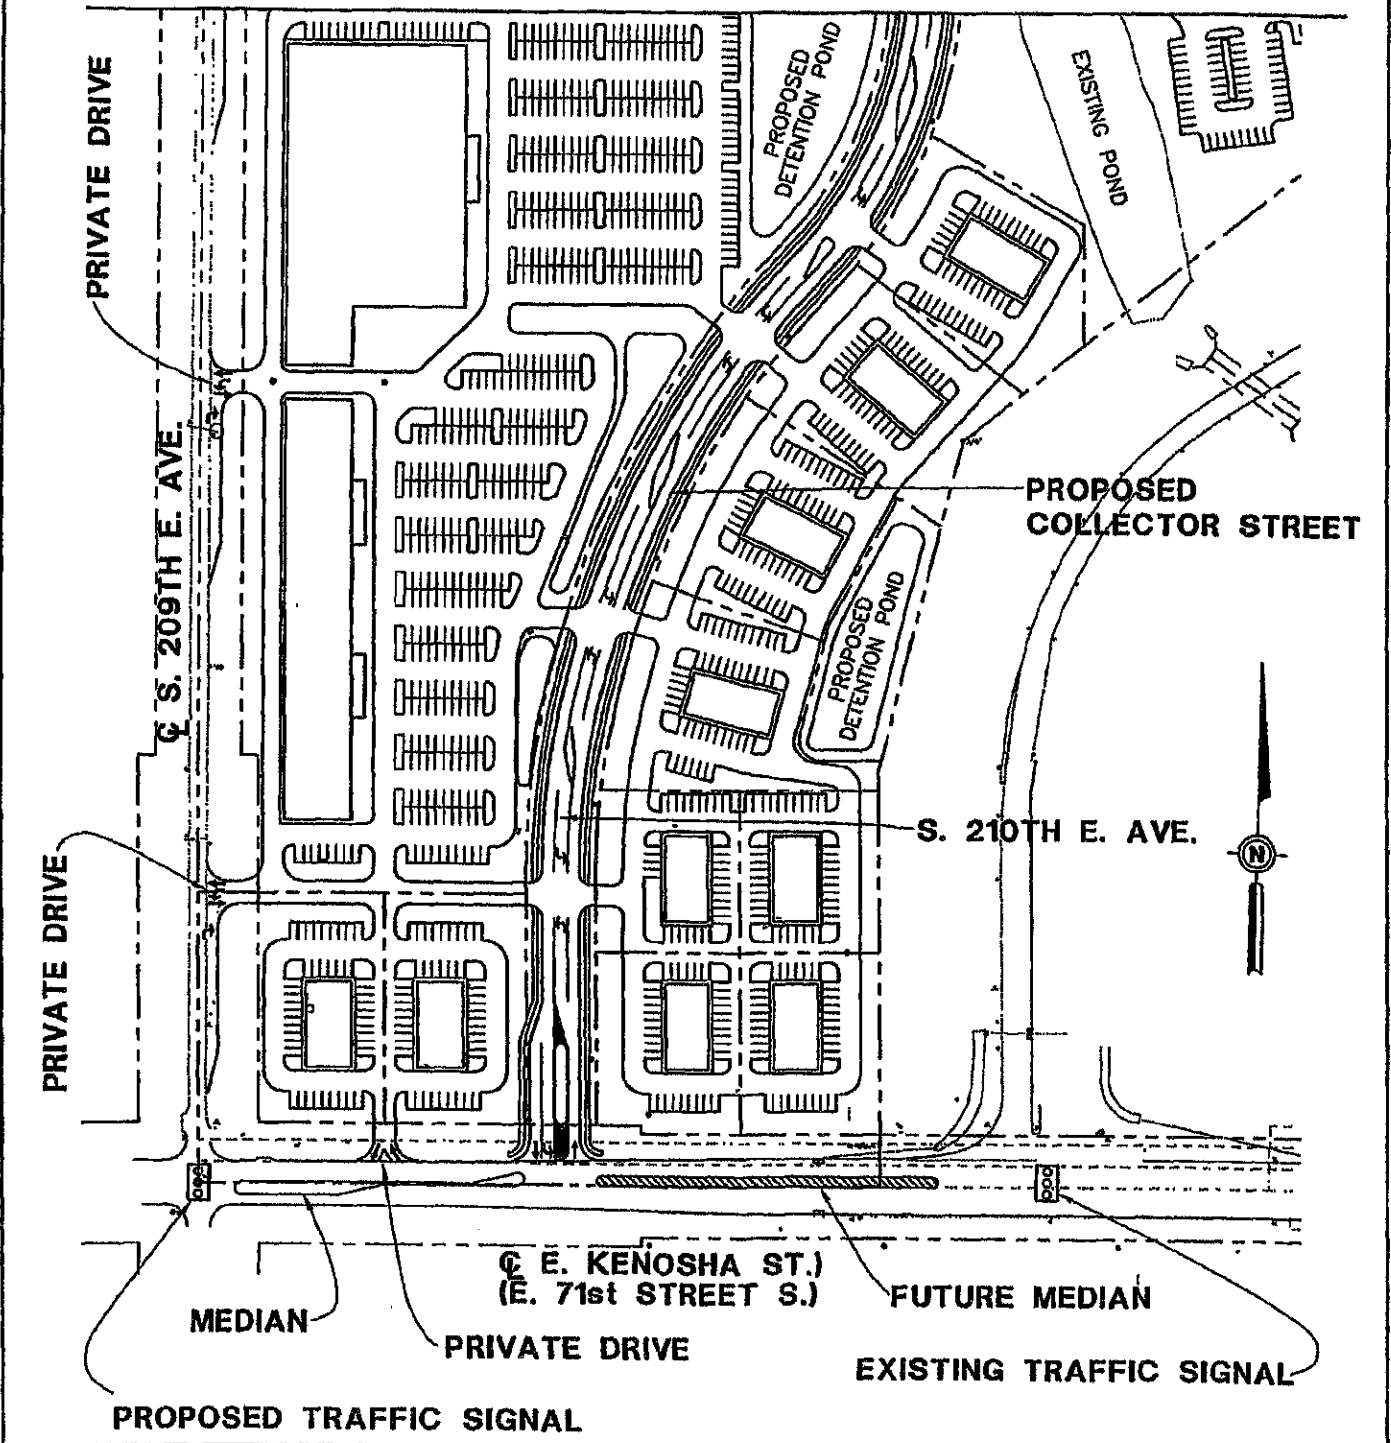 PRIVATE DRIVE
PROPOSED
DETENTION POND
EXISTING POND
℄ S. 209TH E. AVE.
PROPOSED
COLLECTOR STREET
PROPOSED
DETENTION POND
S. 210TH E. AVE.
N
PRIVATE DRIVE
℄ E. KENOSHA ST.)
(E. 71st STREET S.)
FUTURE MEDIAN
MEDIAN
PRIVATE DRIVE
EXISTING TRAFFIC SIGNAL
PROPOSED TRAFFIC SIGNAL